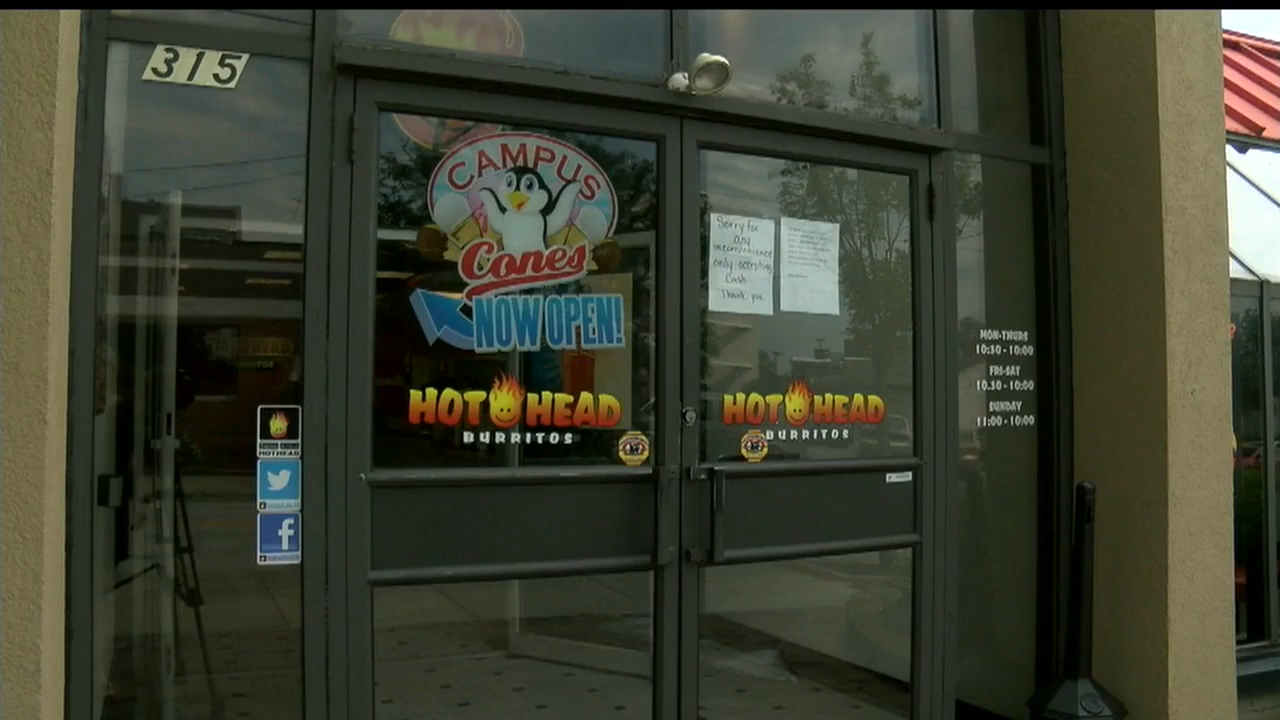 315
CAMPUS
Cones
NOW OPEN!
HOT HEAD
BURRITOS
Sorry for
any
inconvenience
only accepting
Cash
Thank you
HOT HEAD
BURRITOS
MON-THURS
10:30 - 10:00
FRI-SAT
10:30 - 10:00
SUNDAY
11:00 - 10:00
HOTHEAD
f